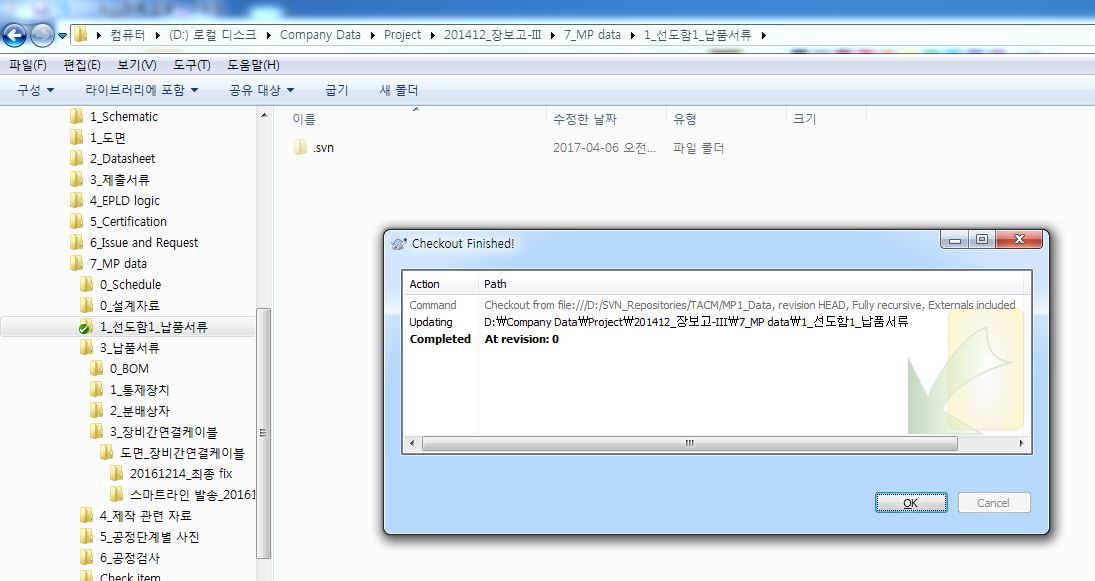 컴퓨터 (D:) 로컬 디스크 Company Data Project 201412_장보고-III 7_MP data 1_선도함1_납품서류
파일(F) 편집(E) 보기(V) 도구(T) 도움말(H)
구성 라이브러리에 포함 공유 대상 굽기 새 폴더
1_Schematic
1_도면
2_Datasheet
3_제출서류
4_EPLD logic
5_Certification
6_Issue and Request
7_MP data
0_Schedule
0_설계자료
1_선도함1_납품서류
3_납품서류
0_BOM
1_통제장치
2_분배상자
3_장비간연결케이블
도면_장비간연결케이블
20161214_최종 fix
스마트라인 발송_20161
4_제작 관련 자료
5_공정단계별 사진
6_공정검사
Check item
이름 수정한 날짜 유형 크기
.svn 2017-04-06 오전... 파일 폴더
Checkout Finished!
Action Path
Command Checkout from file:///D:/SVN_Repositories/TACM/MP1_Data, revision HEAD, Fully recursive, Externals included
Updating D:₩Company Data₩Project₩201412_장보고-III₩7_MP data₩1_선도함1_납품서류
Completed At revision: 0
OK Cancel